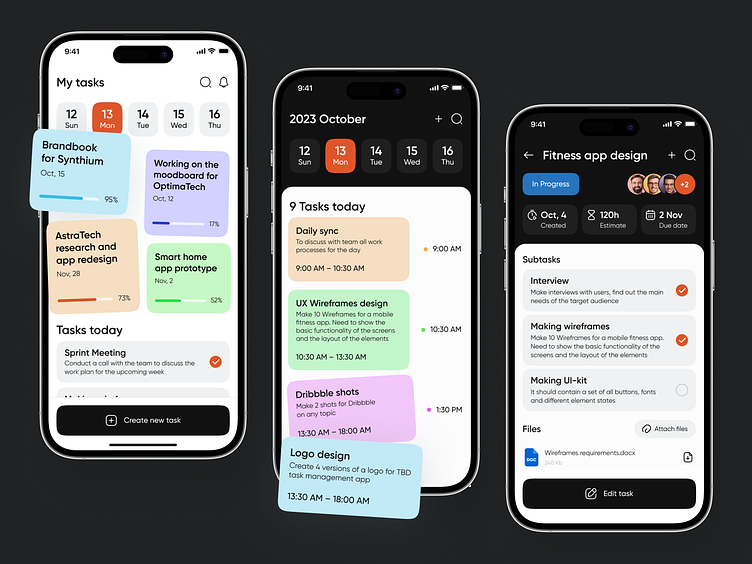 9:41
My tasks
12
Sun
13
Mon
14
Tue
15
Wed
16
Thu
Brandbook
for Synthium
Oct, 15
95%
Working on the
moodboard for
OptimaTech
Oct, 12
17%
AstraTech
research and
app redesign
Nov, 28
73%
Smart home
app prototype
Nov, 2
52%
Tasks today
Sprint Meeting
Conduct a call with the team to discuss the
work plan for the upcoming week
Create new task
9:41
2023 October
12
Sun
13
Mon
14
Tue
15
Wed
16
Thu
9 Tasks today
Daily sync
To discuss with team all work
processes for the day
9:00 AM – 10:30 AM
9:00 AM
UX Wireframes design
Make 10 Wireframes for a mobile
fitness app. Need to show the
basic functionality of the screens
and the layout of the elements
10:30 AM – 13:30 AM
10:30 AM
Dribbble shots
Make 2 shots for Dribbble
on any topic
13:30 AM – 18:00 AM
1:30 PM
Logo design
Create 4 versions of a logo for TBD
task management app
13:30 AM – 18:00 AM
9:41
Fitness app design
In Progress
+2
Oct, 4
Created
120h
Estimate
2 Nov
Due date
Subtasks
Interview
Make interviews with users, find out the main
needs of the target audience
Making wireframes
Make 10 Wireframes for a mobile fitness app.
Need to show the basic functionality of the
screens and the layout of the elements
Making UI-kit
It should contain a set of all buttons, fonts
and different element states
Files
Attach files
DOC
Wireframes requirements.docx
240 Kb
Edit task